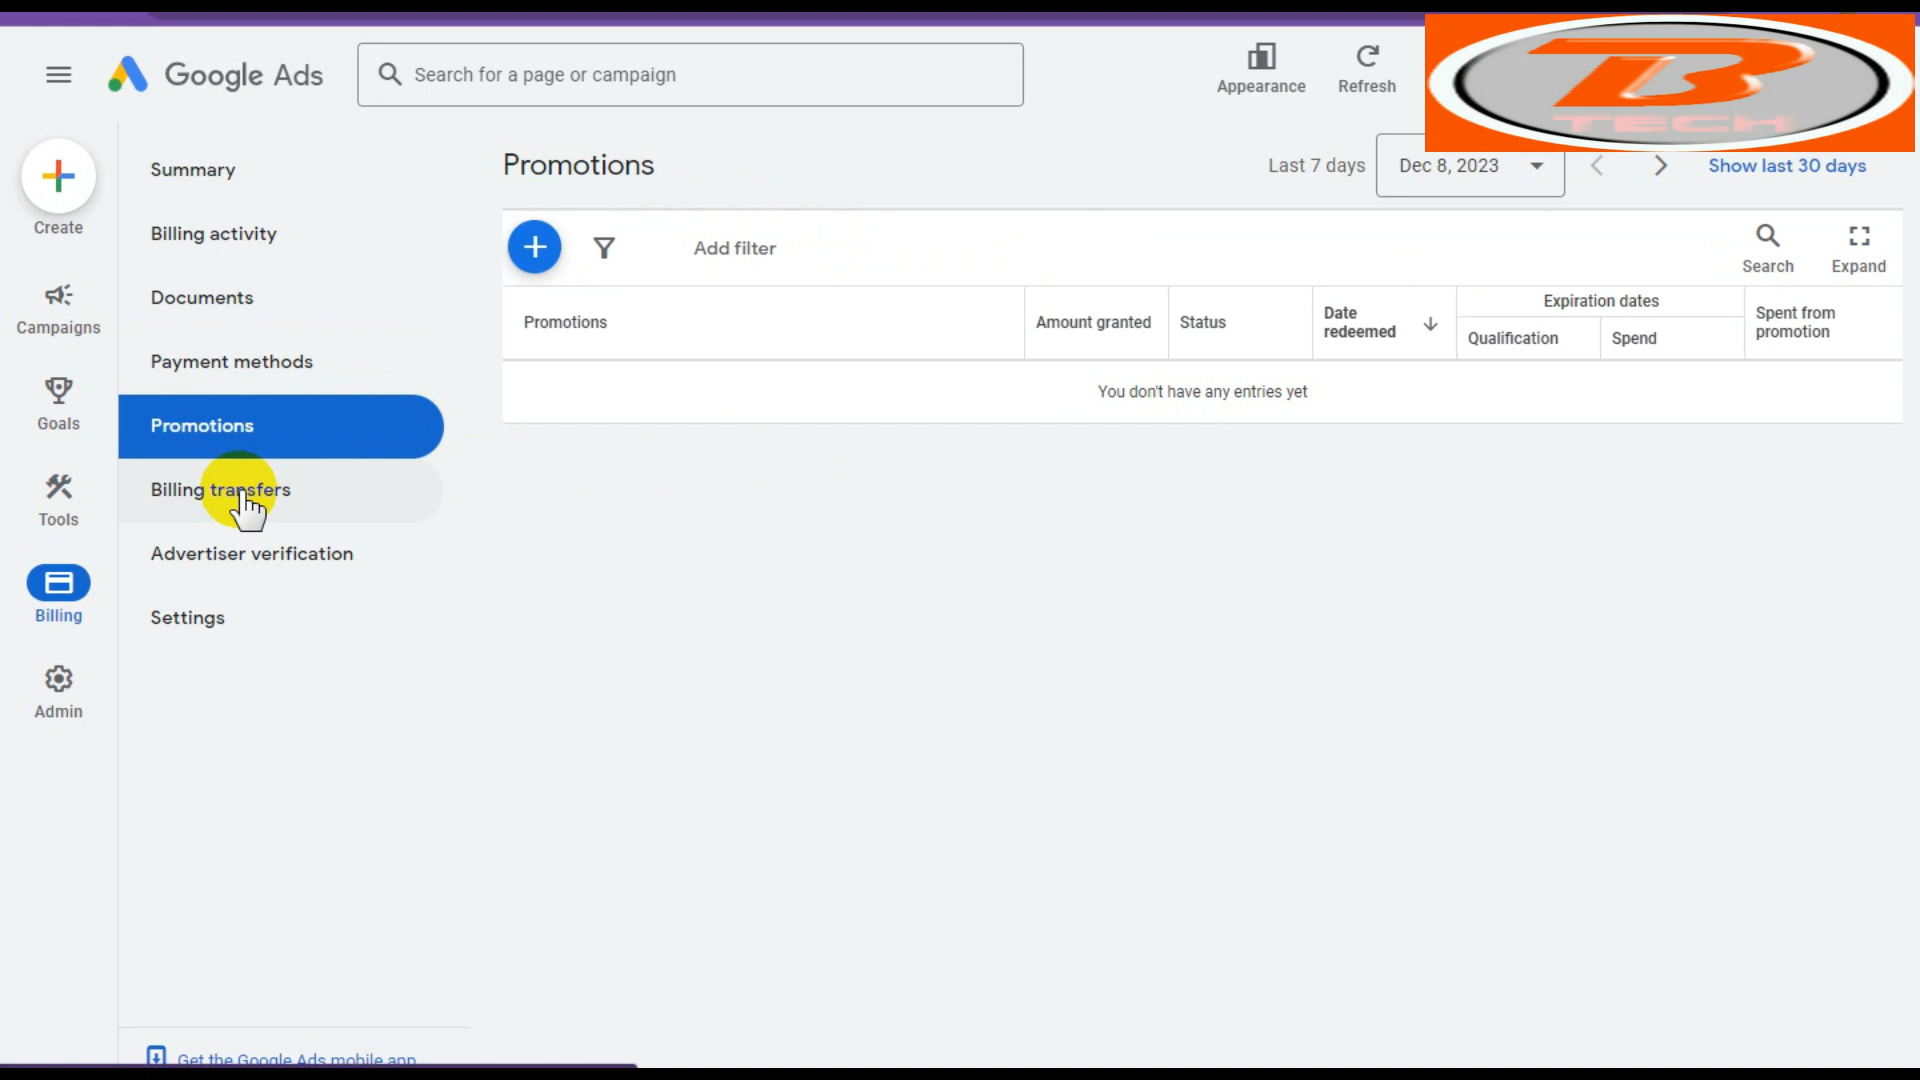 Google Ads
Search for a page or campaign
Appearance
Refresh
B
TECH
Create
Campaigns
Goals
Tools
Billing
Admin
Summary
Billing activity
Documents
Payment methods
Promotions
Billing transfers
Advertiser verification
Settings
Get the Google Ads mobile app
Promotions
Last 7 days
Dec 8, 2023
Show last 30 days
Add filter
Search
Expand
Promotions
Amount granted
Status
Date
redeemed
Expiration dates
Qualification
Spend
Spent from
promotion
You don't have any entries yet